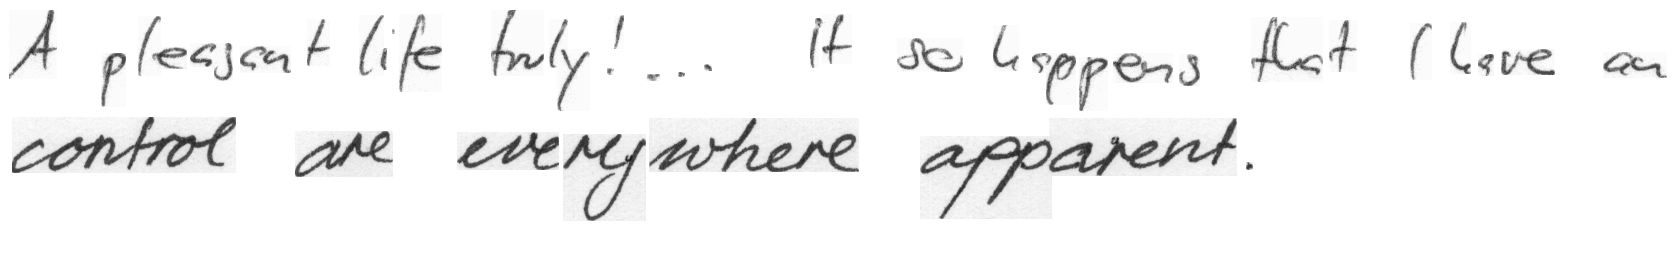 A pleasant life truly!... It so happens that I have an
control are everywhere apparent.